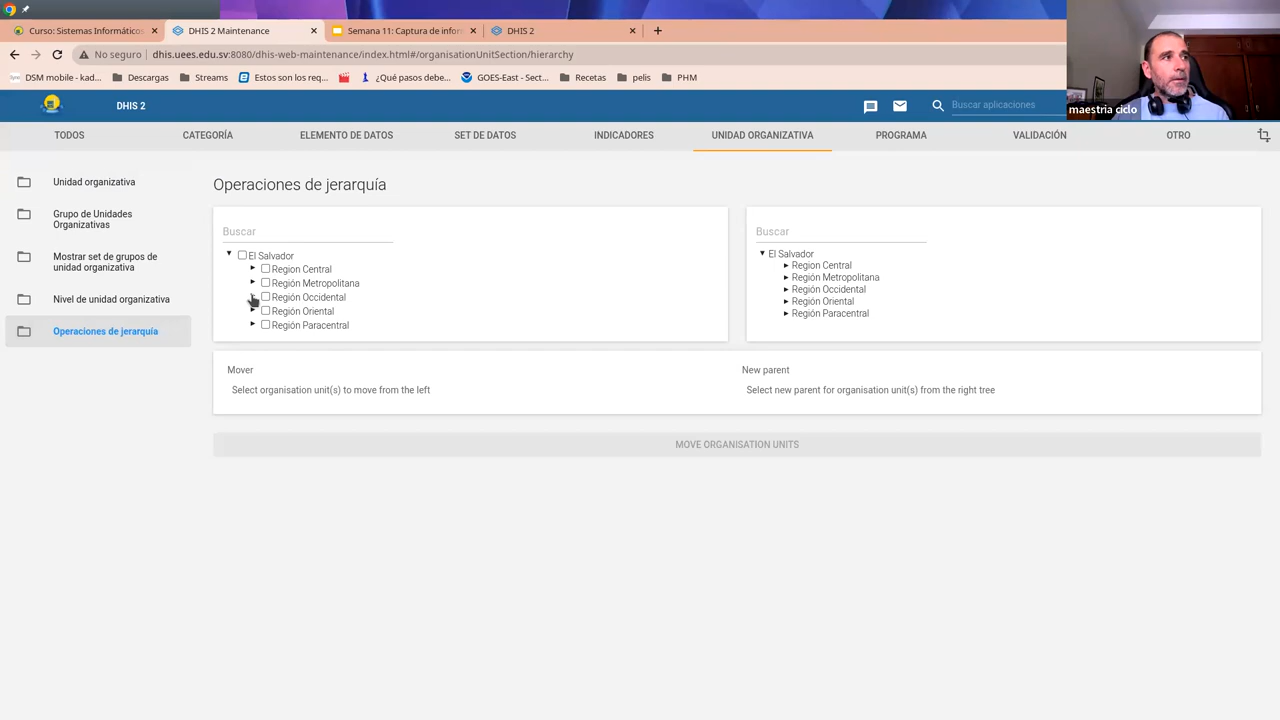 Curso: Sistemas Informáticos
DHIS 2 Maintenance
Semana 11: Captura de infor
DHIS 2
No seguro
dhis.uees.edu.sv:8080/dhis-web-maintenance/index.html#/organisationUnitSection/hierarchy
DSM mobile - kad...
Descargas
Streams
Estos son los req...
¿Qué pasos debe...
GOES-East - Sect...
Recetas
pelis
PHM
maestria ciclo
DHIS 2
Buscar aplicaciones
TODOS
CATEGORÍA
ELEMENTO DE DATOS
SET DE DATOS
INDICADORES
UNIDAD ORGANIZATIVA
PROGRAMA
VALIDACIÓN
OTRO
Unidad organizativa
Grupo de Unidades
Organizativas
Mostrar set de grupos de
unidad organizativa
Nivel de unidad organizativa
Operaciones de jerarquía
Operaciones de jerarquía
Buscar
El Salvador
Region Central
Región Metropolitana
Región Occidental
Región Oriental
Región Paracentral
Buscar
El Salvador
Region Central
Región Metropolitana
Región Occidental
Región Oriental
Región Paracentral
Mover
Select organisation unit(s) to move from the left
New parent
Select new parent for organisation unit(s) from the right tree
MOVE ORGANISATION UNITS